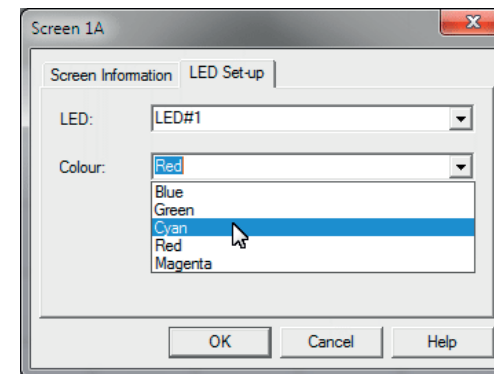 Screen 1A
Screen Information LED Set-up
LED: LED#1
Colour: Red
Blue
Green
Cyan
Red
Magenta
OK Cancel Help